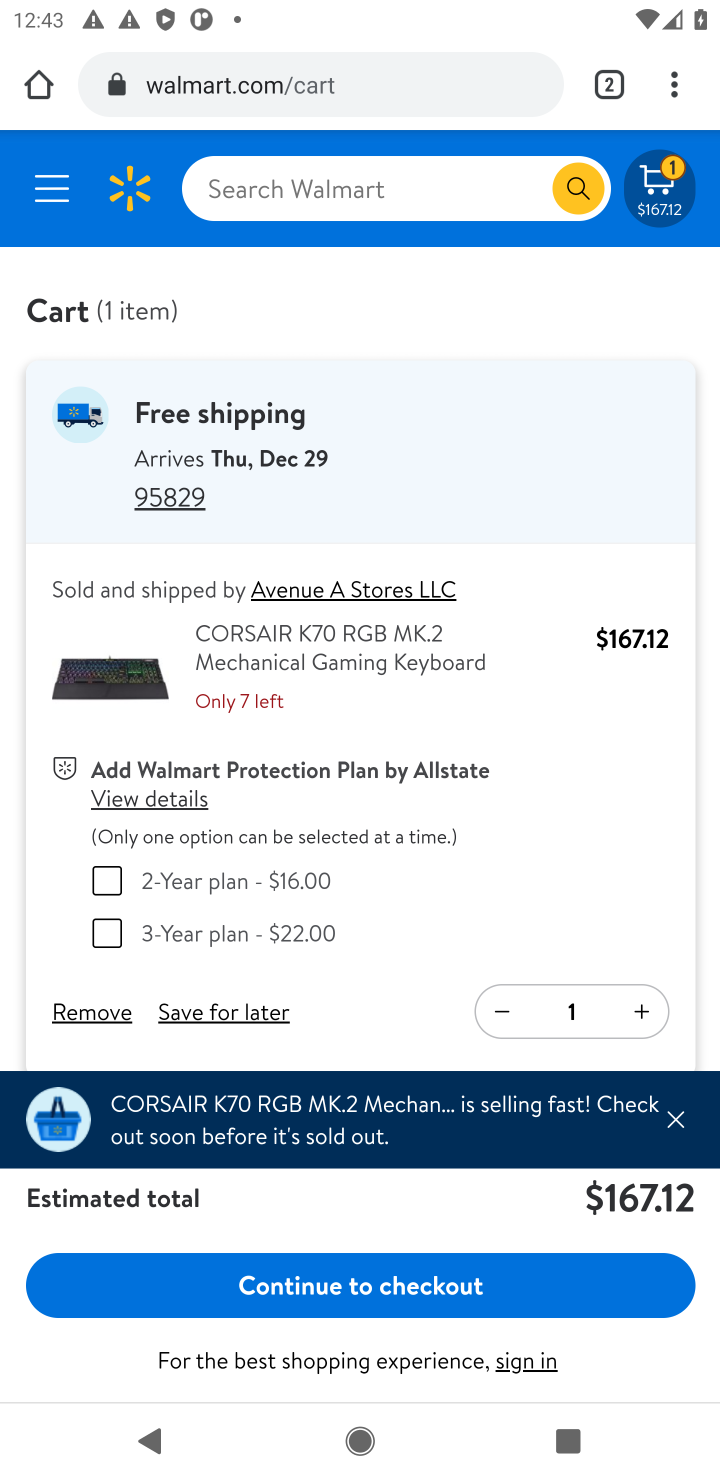 12:43
walmart.com/cart
2
Search Walmart
1
$167.12
Cart (1 item)
Free shipping
Arrives Thu, Dec 29
95829
Sold and shipped by Avenue A Stores LLC
CORSAIR K70 RGB MK.2
Mechanical Gaming Keyboard
$167.12
Only 7 left
Add Walmart Protection Plan by Allstate
View details
(Only one option can be selected at a time.)
2-Year plan - $16.00
3-Year plan - $22.00
Remove
Save for later
− 1 +
CORSAIR K70 RGB MK.2 Mechan... is selling fast! Check
out soon before it's sold out.
Estimated total
$167.12
Continue to checkout
For the best shopping experience, sign in